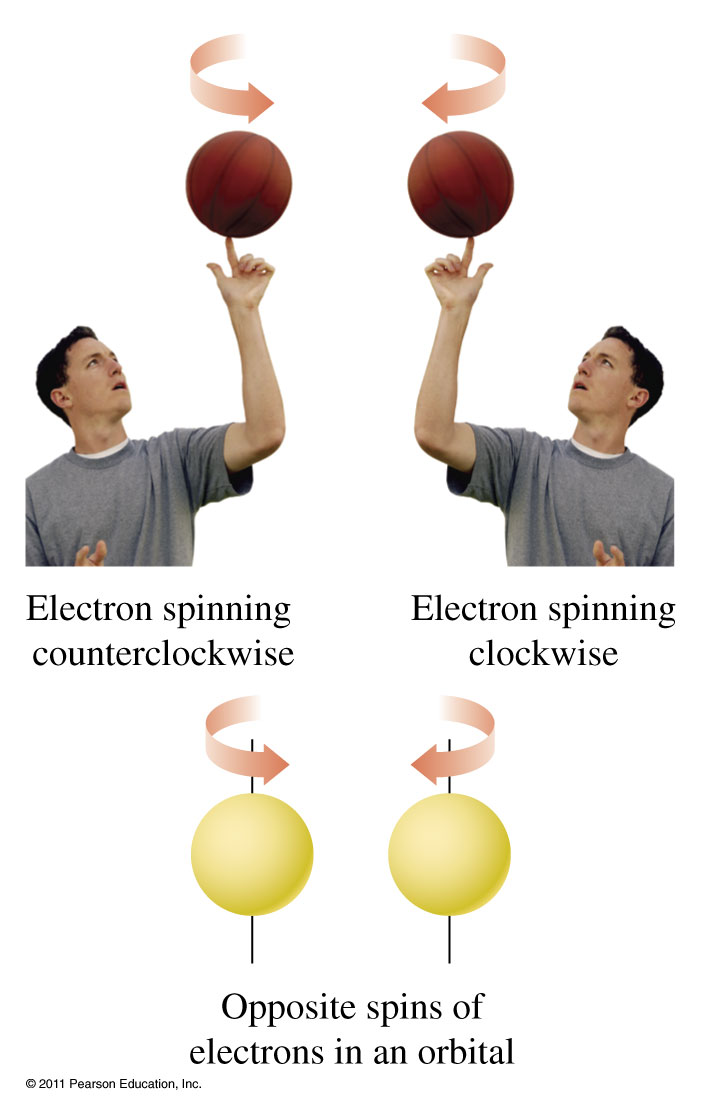 Electron spinning
counterclockwise
Electron spinning
clockwise
Opposite spins of
electrons in an orbital
© 2011 Pearson Education, Inc.